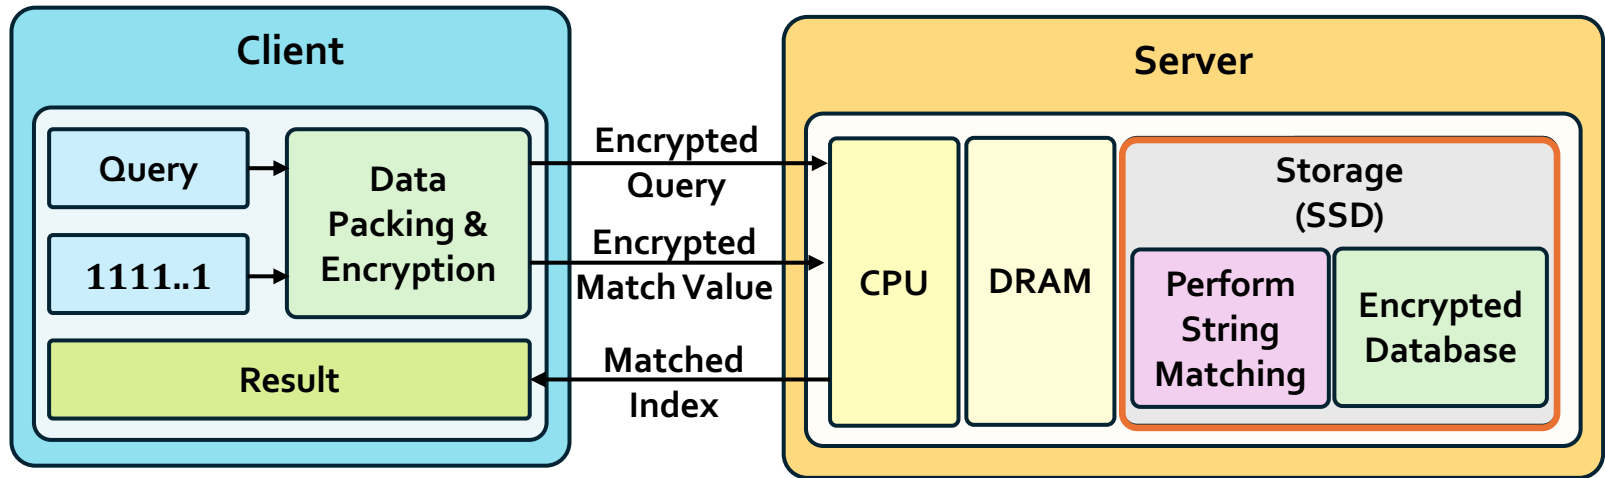 Client
Query
1111..1
Data
Packing &
Encryption
Result
Encrypted
Query
Encrypted
Match Value
Matched
Index
Server
CPU
DRAM
Storage
(SSD)
Perform
String
Matching
Encrypted
Database